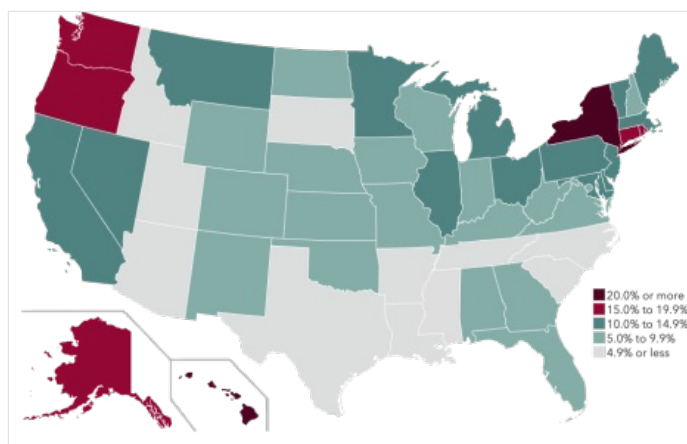 20.0% or more
15.0% to 19.9%
10.0% to 14.9%
5.0% to 9.9%
4.9% or less